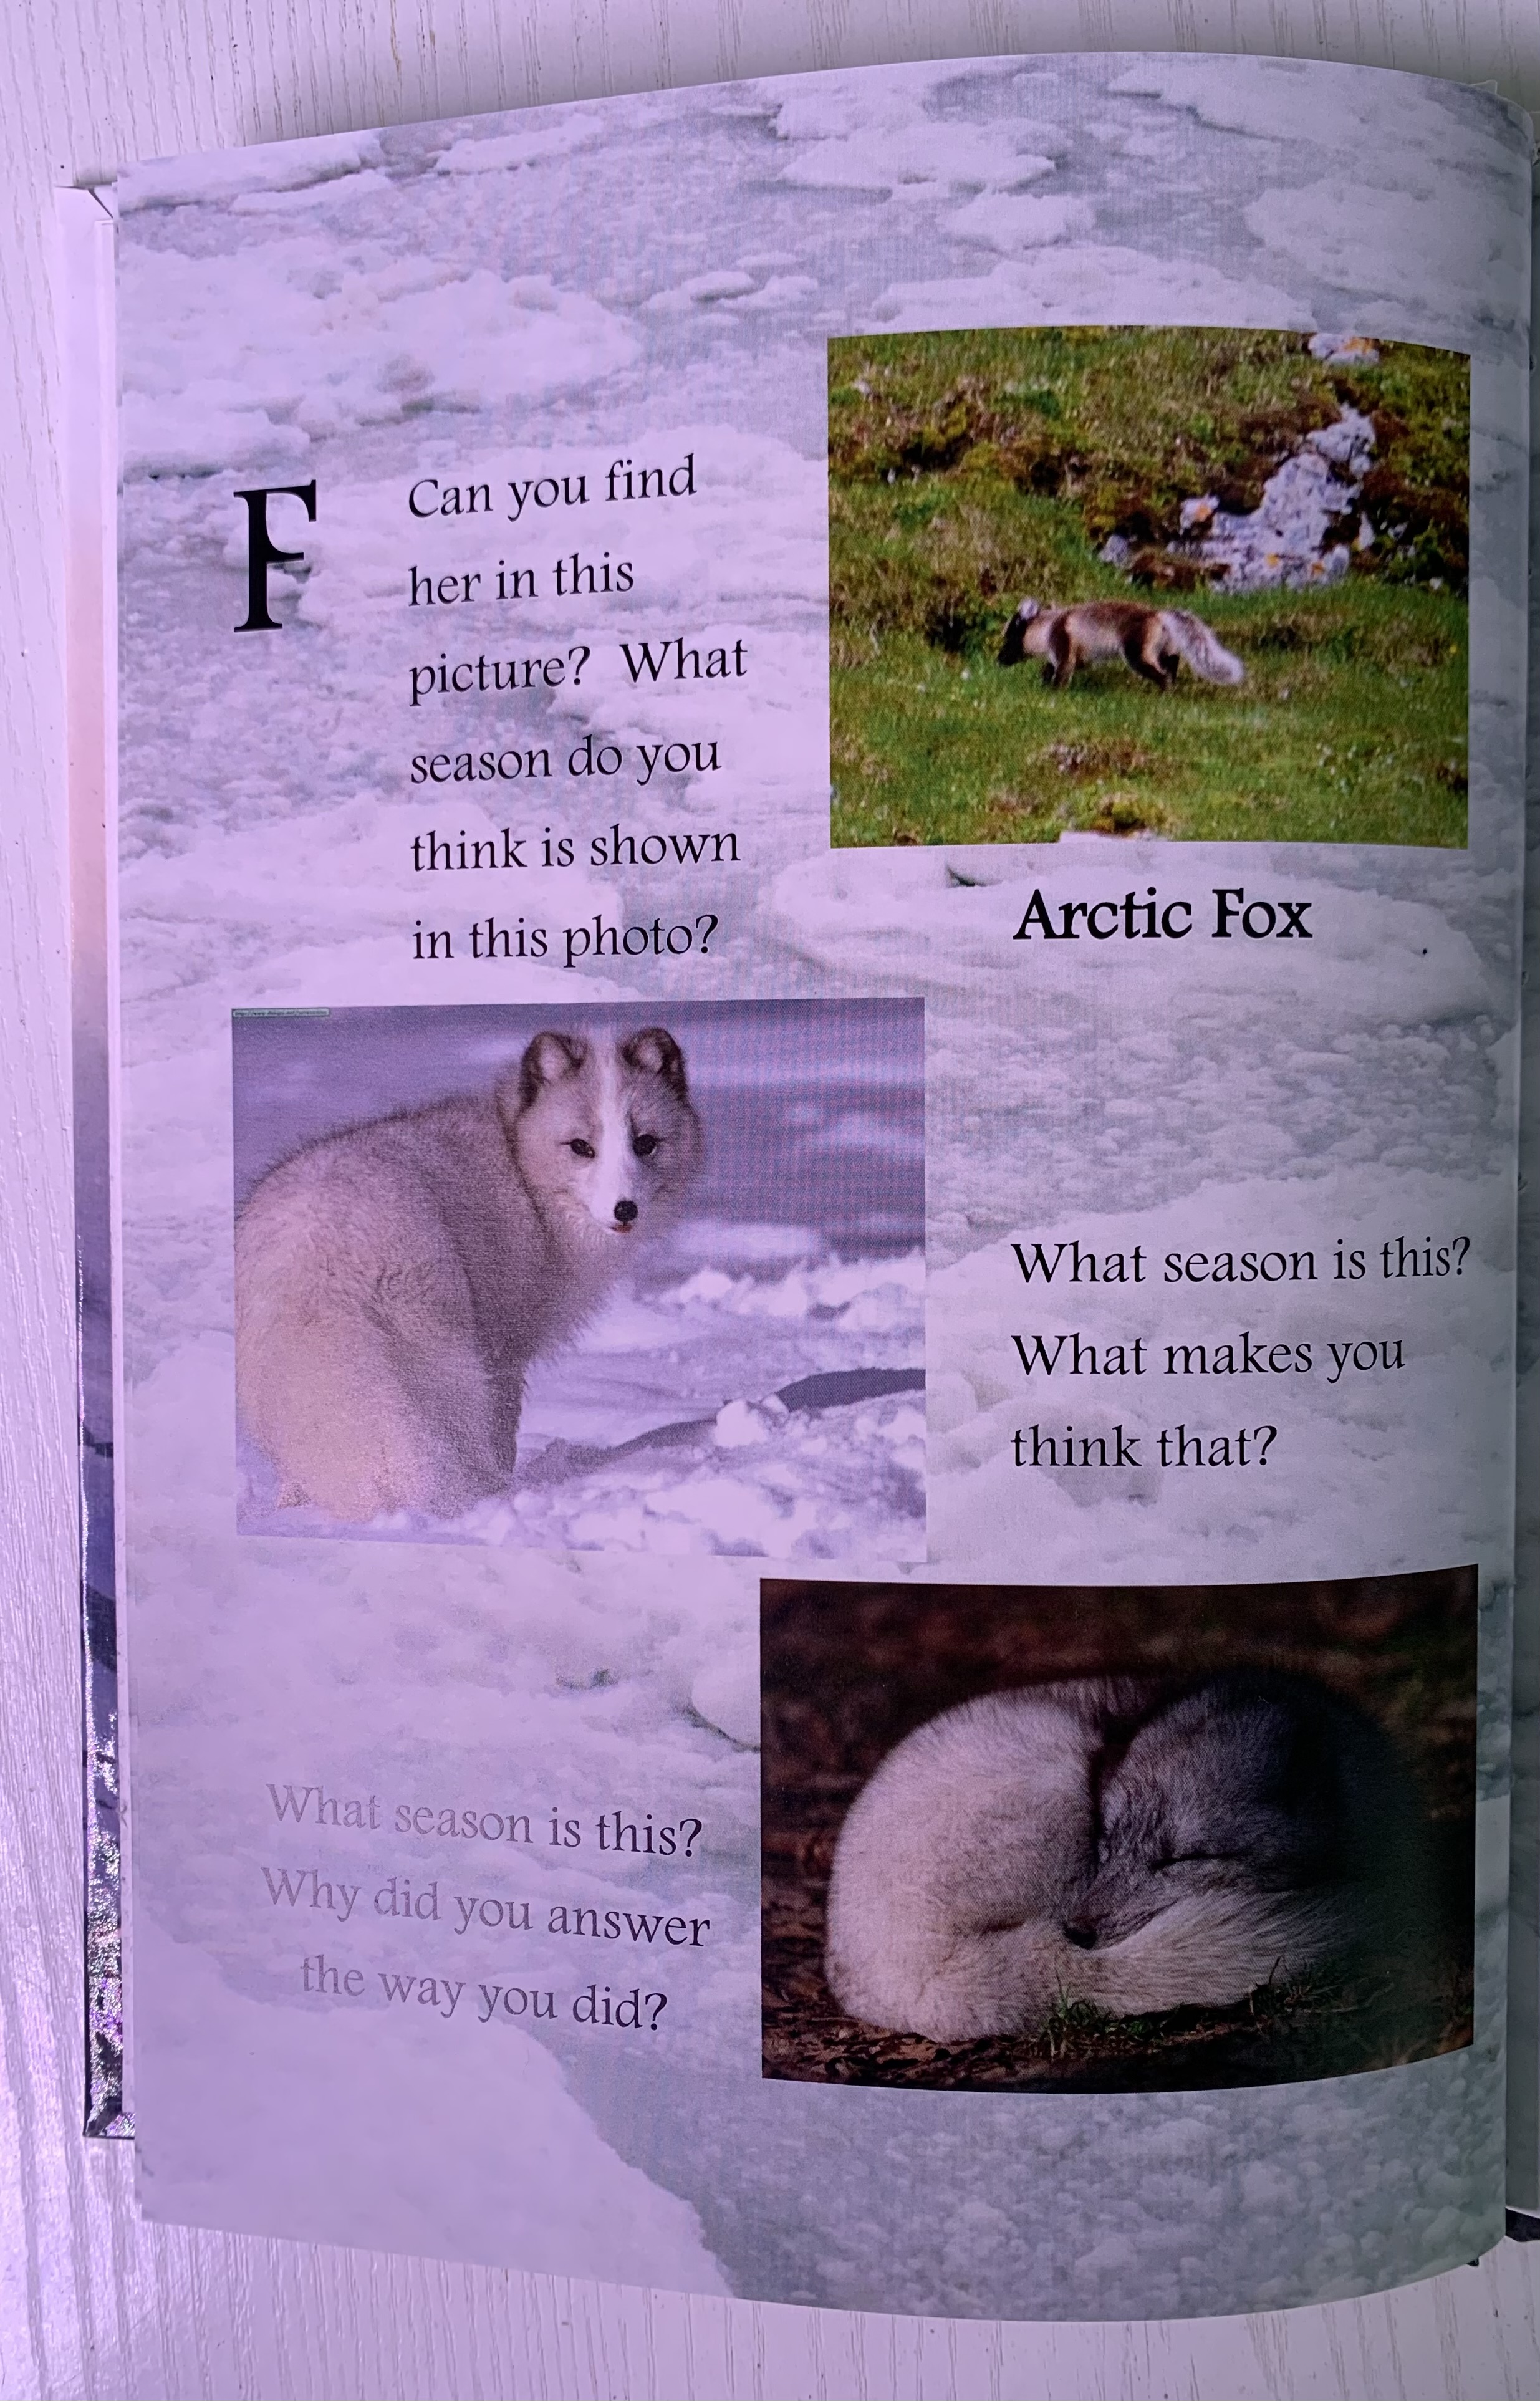 F
Can you find
her in this
picture? What
season do you
think is shown
in this photo?
Arctic Fox
What season is this?
What makes you
think that?
What season is this?
Why did you answer
the way you did?